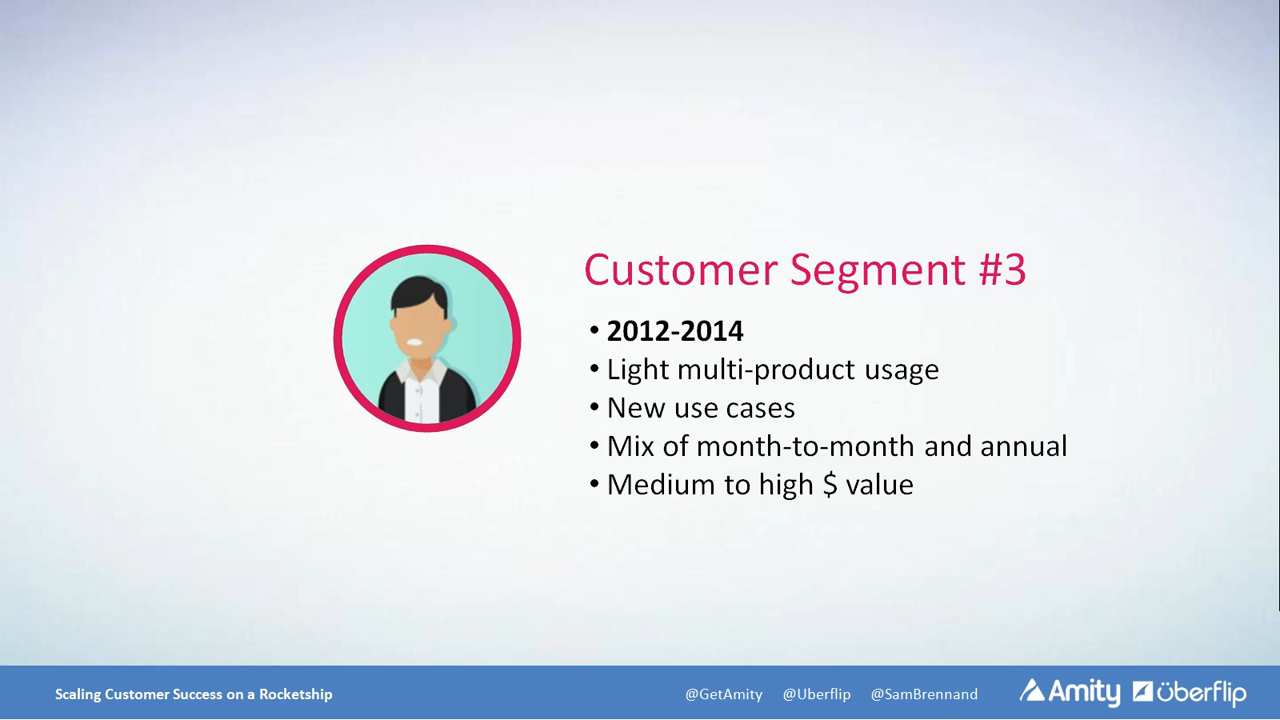 Customer Segment #3
• 2012-2014
• Light multi-product usage
• New use cases
• Mix of month-to-month and annual
• Medium to high $ value
Scaling Customer Success on a Rocketship @GetAmity @Uberflip @SamBrennand Amity überflip